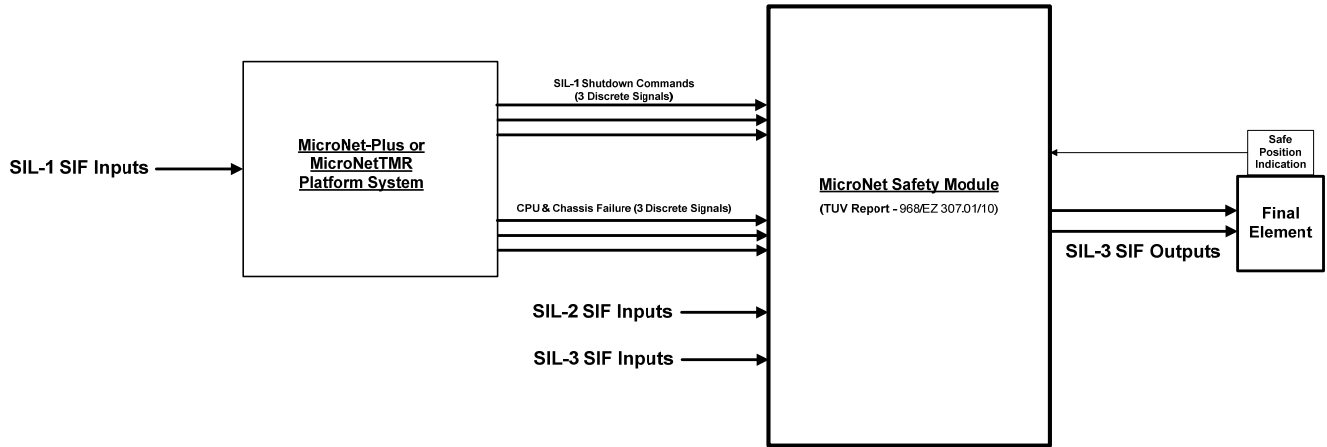 SIL-1 SIF Inputs
MicroNet-Plus or
MicroNetTMR
Platform System
SIL-1 Shutdown Commands
(3 Discrete Signals)
CPU & Chassis Failure (3 Discrete Signals)
SIL-2 SIF Inputs
SIL-3 SIF Inputs
MicroNet Safety Module
(TUV Report - 968/EZ 307.01/10)
Safe
Position
Indication
Final
Element
SIL-3 SIF Outputs